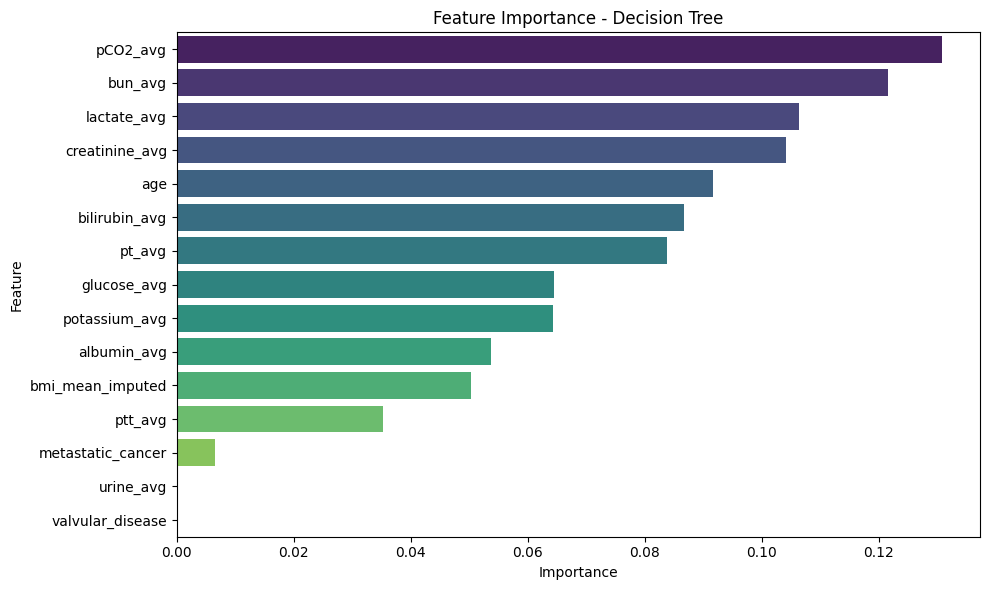 Feature Importance - Decision Tree
pCO2_avg
bun_avg
lactate_avg
creatinine_avg
age
bilirubin_avg
pt_avg
glucose_avg
potassium_avg
albumin_avg
bmi_mean_imputed
ptt_avg
metastatic_cancer
urine_avg
valvular_disease
Feature
0.00 0.02 0.04 0.06 0.08 0.10 0.12
Importance